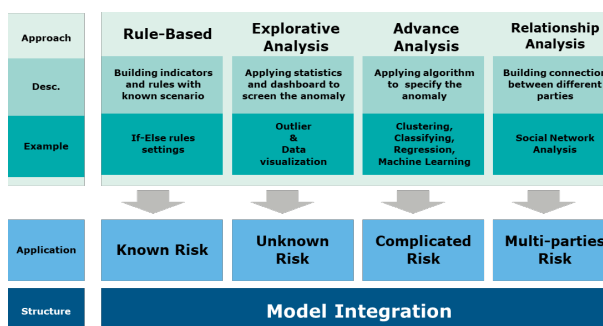 Approach
Rule-Based
Explorative
Analysis
Advance
Analysis
Relationship
Analysis
Desc.
Building indicators
and rules with
known scenario
Applying statistics
and dashboard to
screen the anomaly
Applying algorithm
to specify the
anomaly
Building connection
between different
parties
Example
If-Else rules
settings
Outlier
&
Data
visualization
Clustering,
Classifying,
Regression,
Machine Learning
Social Network
Analysis
Application
Known Risk
Unknown
Risk
Complicated
Risk
Multi-parties
Risk
Structure
Model Integration